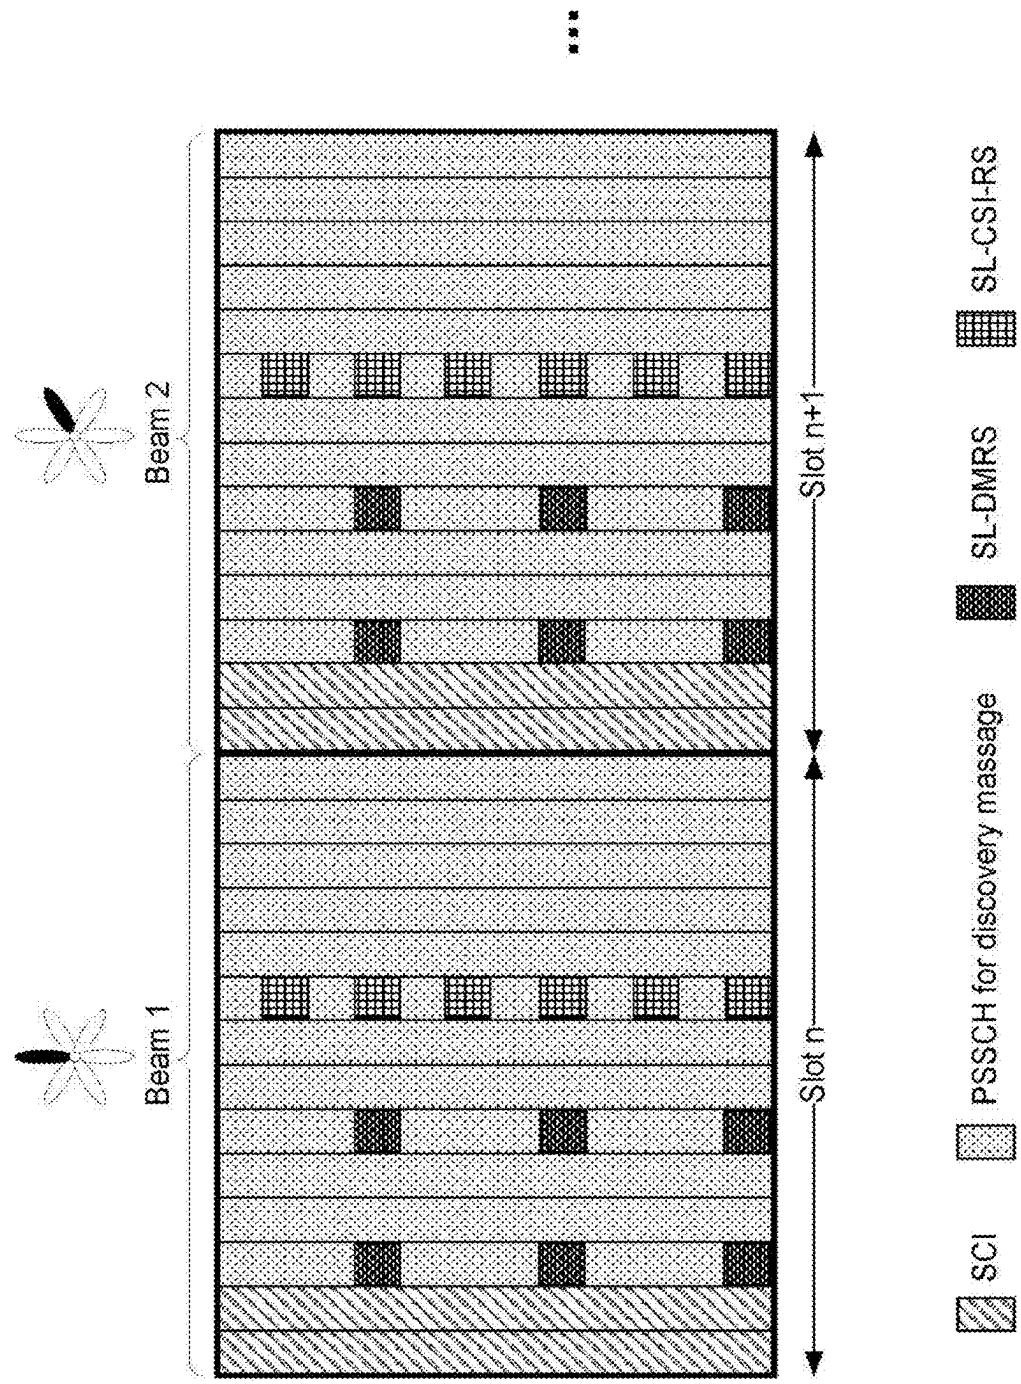 Beam 1
Beam 2
...
Slot n
Slot n+1
SCI
PSSCH for discovery massage
SL-DMRS
SL-CSI-RS